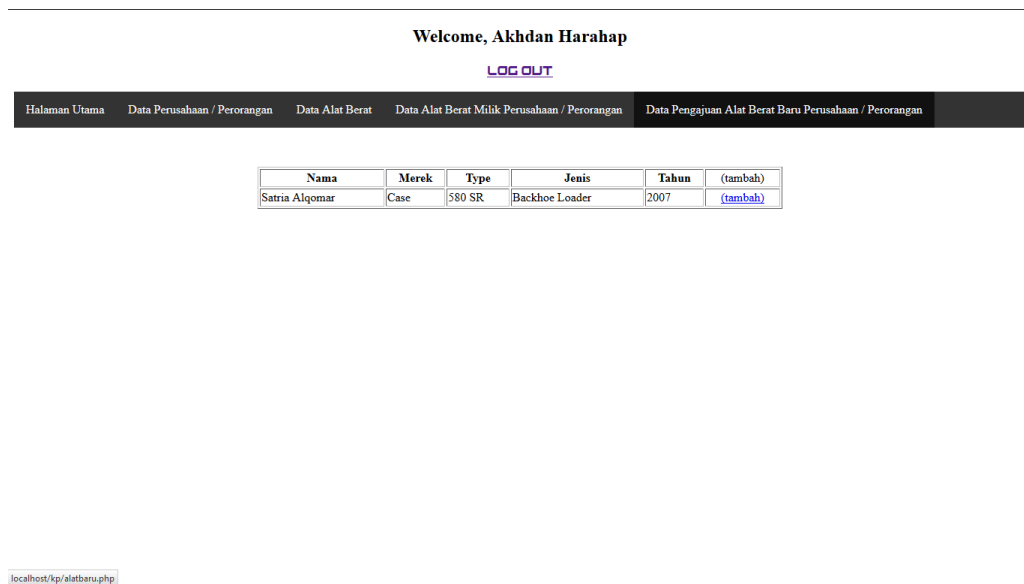 Welcome, Akhdan Harahap
LOG OUT
Halaman Utama Data Perusahaan / Perorangan Data Alat Berat Data Alat Berat Milik Perusahaan / Perorangan Data Pengajuan Alat Berat Baru Perusahaan / Perorangan
Nama Merek Type Jenis Tahun (tambah)
Satria Alqomar Case 580 SR Backhoe Loader 2007 (tambah)
localhost/kp/alatbaru.php